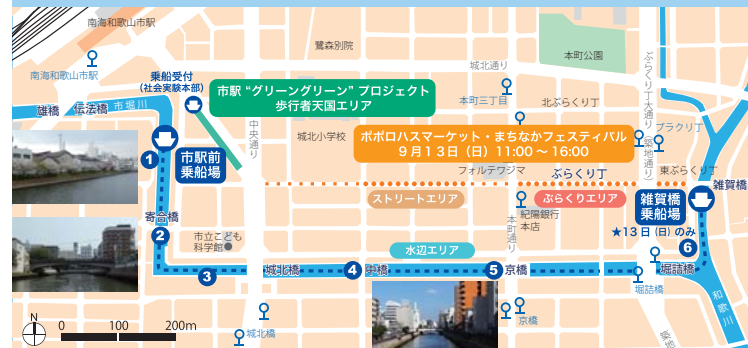 南海和歌山市駅
鷺森別院
城北通り
本町公園
ぶらくり丁大通り
(築地通り)
南海和歌山市駅
乗船受付
(社会実験本部)
市駅 “グリーングリーン” プロジェクト
歩行者天国エリア
本町三丁目
北ぶらくり丁
雄橋
伝法橋
市堀川
中央通り
城北小学校
ポポロハスマーケット・まちなかフェスティバル
9月13日(日)11:00~16:00
ブラクリ丁
1
市駅前
乗船場
フォルテワジマ
ぶらくり丁
東ぶらくり丁
雑賀橋
ストリートエリア
ぶらくりエリア
雑賀橋
乗船場
寄合橋
2
本町通り
紀陽銀行
本店
★13日(日)のみ
市立こども
科学館
水辺エリア
6
3
城北橋
4
中橋
5
京橋
堀詰橋
堀詰橋
N
0
100
200m
城北橋
京橋